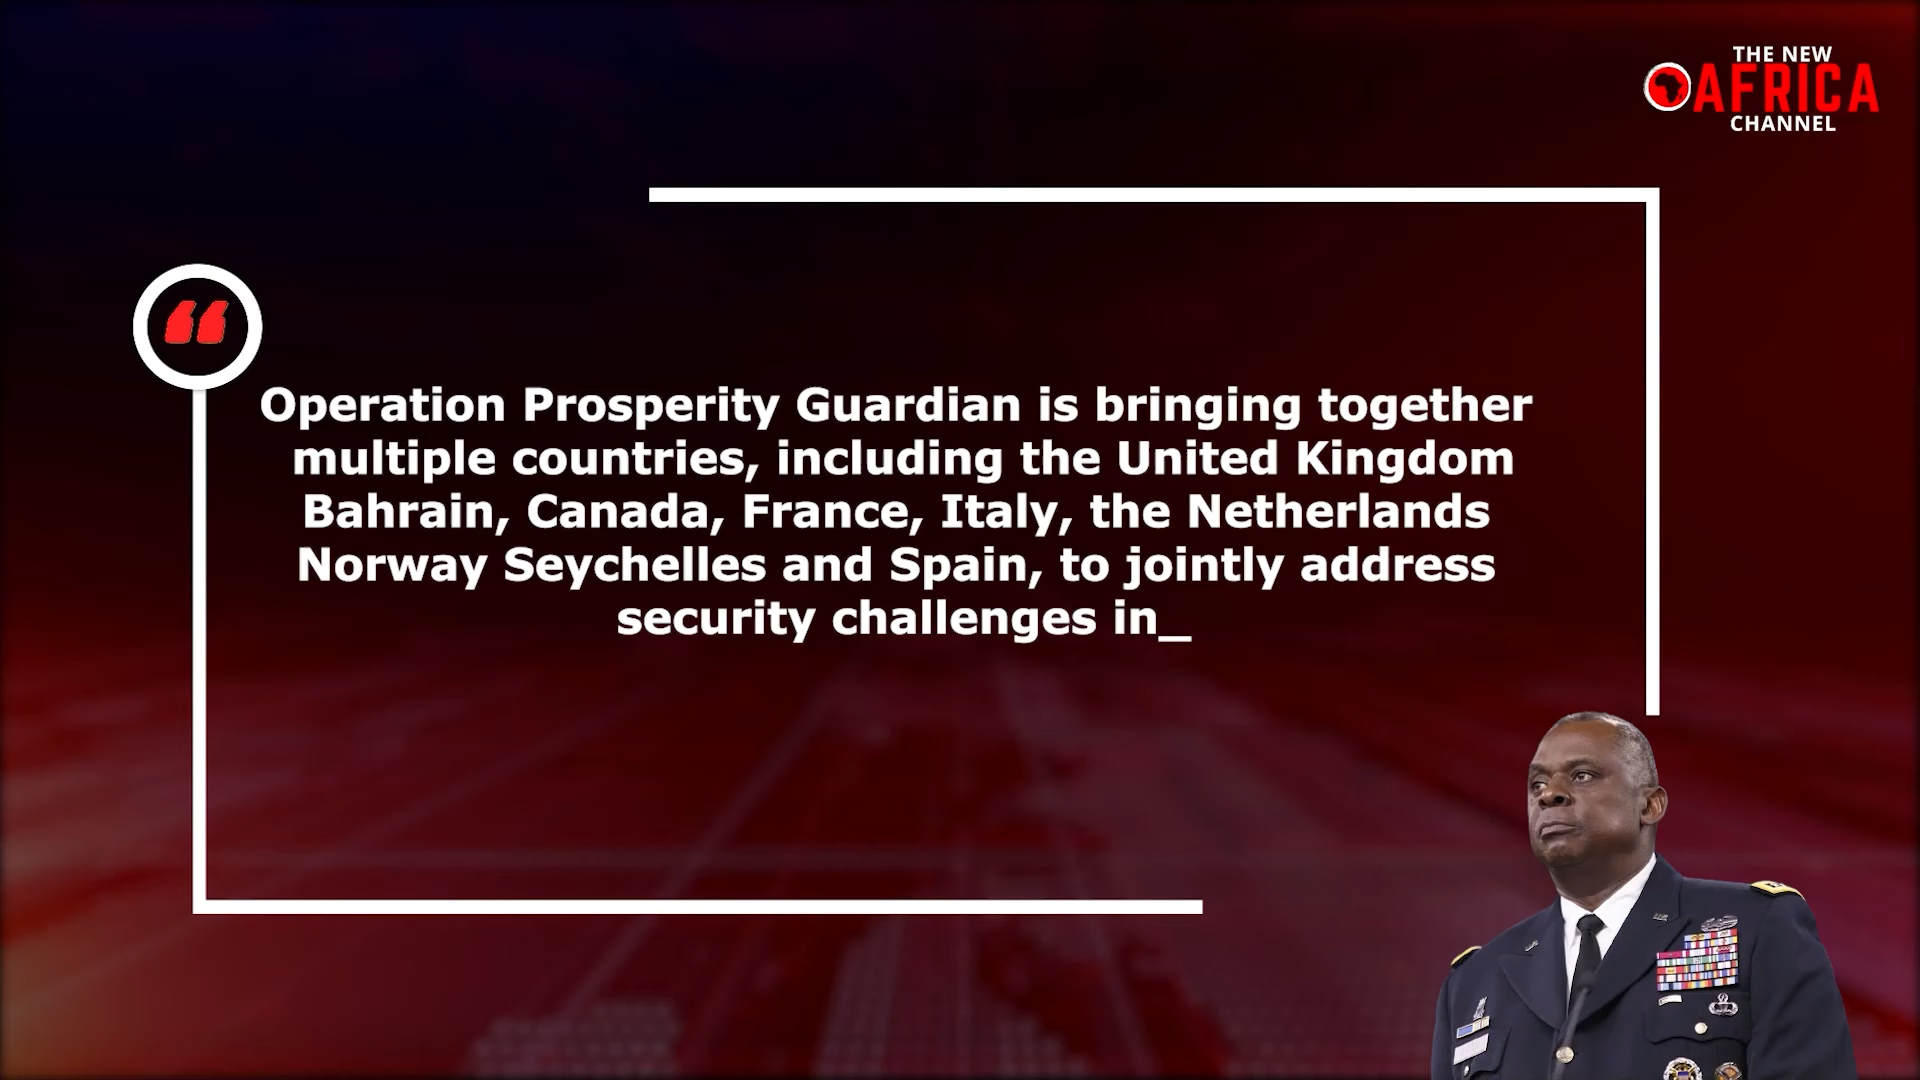 THE NEW
AFRICA
CHANNEL
“
Operation Prosperity Guardian is bringing together
multiple countries, including the United Kingdom
Bahrain, Canada, France, Italy, the Netherlands
Norway Seychelles and Spain, to jointly address
security challenges in_